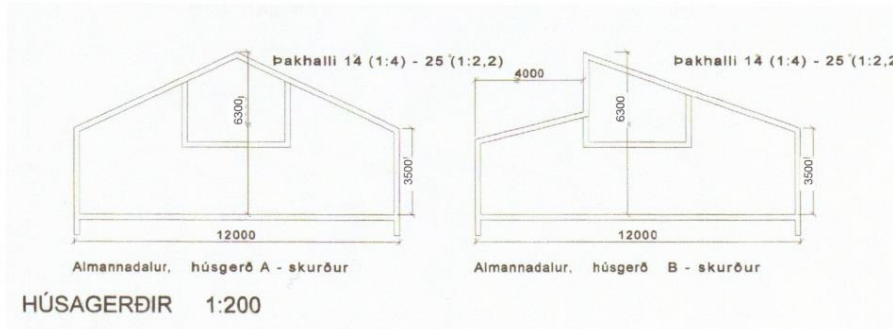 Þakhalli 14° (1:4) - 25° (1:2,2)
6300
3500
12000
Almannadalur, húsgerð A - skurður
Þakhalli 14 (1:4) - 25° (1:2,2
4000
6300
3500
12000
Almannadalur, húsgerð B - skurður
HÚSAGERÐIR 1:200